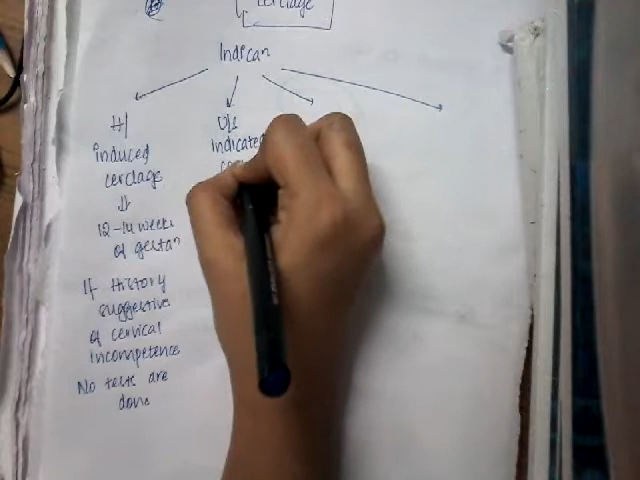 cerclage
Indican
H/
induced
cerclage
12-14 weeks
of gestan
If History
suggestive
of cervical
incompetence
No tests are
done
U/S
indicated